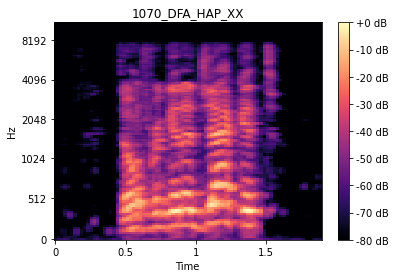 1070_DFA_HAP_XX
8192
4096
2048
1024
512
0
Hz
0
0.5
1
1.5
Time
+0 dB
-10 dB
-20 dB
-30 dB
-40 dB
-50 dB
-60 dB
-70 dB
-80 dB